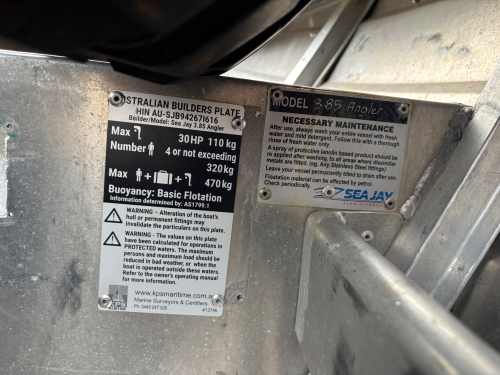 AUSTRALIAN BUILDERS PLATE
HIN AU-SJB94267I616
Builder/Model: Sea Jay 3.85 Angler
Max 30HP 110kg
Number 4 or not exceeding
320kg
Max + + 470kg
Buoyancy: Basic Flotation
Information determined by: AS1799.1
WARNING - Alteration of the boat's
hull or permanent fittings may
invalidate the particulars on this plate.
WARNING - The values on this plate
have been calculated for operations in
PROTECTED waters. The maximum
persons and maximum load should be
reduced in bad weather, or when the
boat is operated outside these waters.
Refer to the owner's operating manual
for more information.
www.kpsmaritime.com.a
Marine Surveyors & Certifiers
MODEL 3.85 Angler
NECESSARY MAINTENANCE
After use, always wash your entire vessel with fresh
water and mild detergent. Follow this with a thorough
rinse of fresh water only.
A spray of protective lanolin based product should be
re applied after washing, to all areas where dissimilar
metals are fitted. (eg. Any Stainless Steel fittings)
Leave your vessel permanently tilted to drain after use.
Floatation material can be affected by petrol.
Check periodically.
SEA JAY